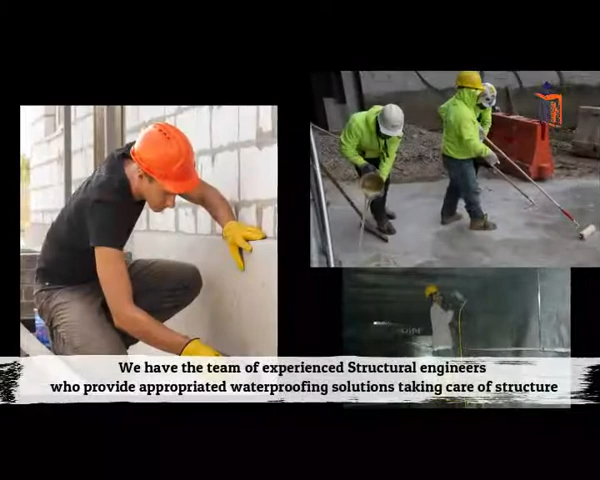 We have the team of experienced Structural engineers
who provide appropriated waterproofing solutions taking care of structure